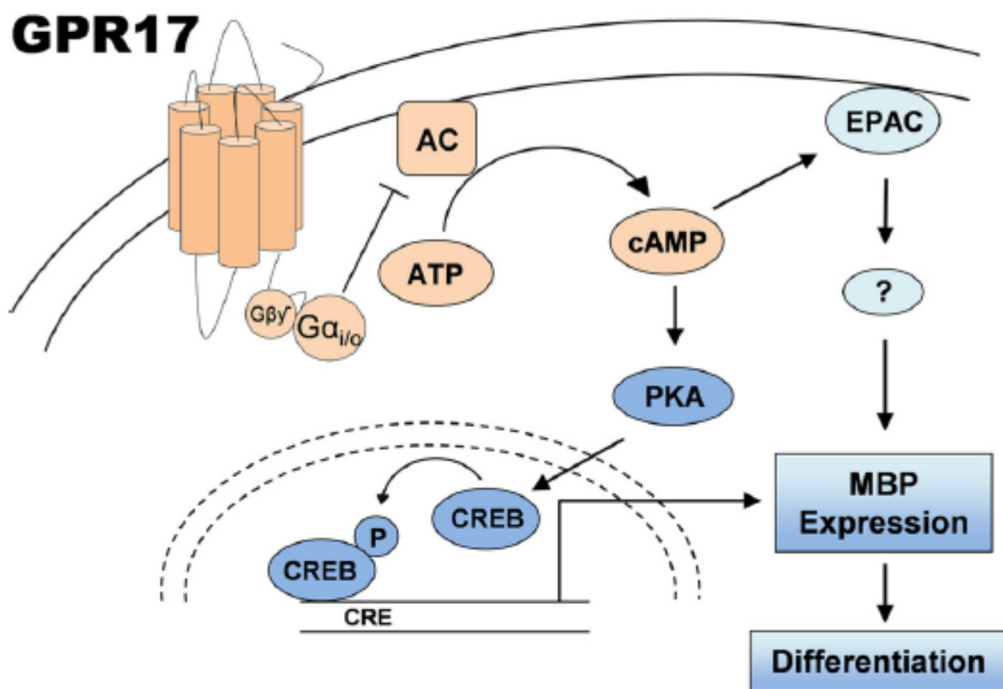 GPR17
AC
EPAC
ATP
cAMP
?
Gβγ
Gαi/o
PKA
MBP
Expression
CREB
P
CREB
CRE
Differentiation